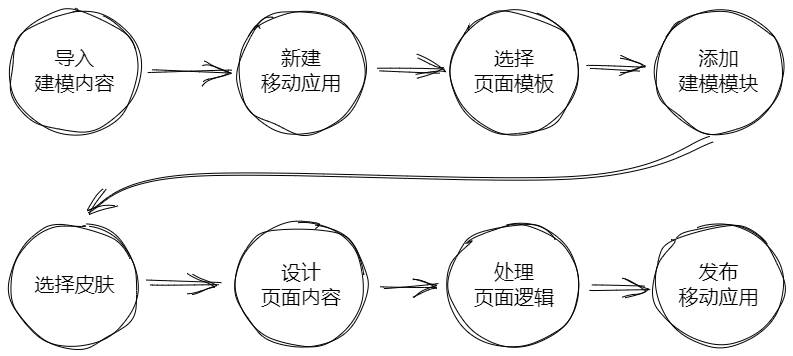 导入
建模内容
新建
移动应用
选择
页面模板
添加
建模模块
选择皮肤
设计
页面内容
处理
页面逻辑
发布
移动应用